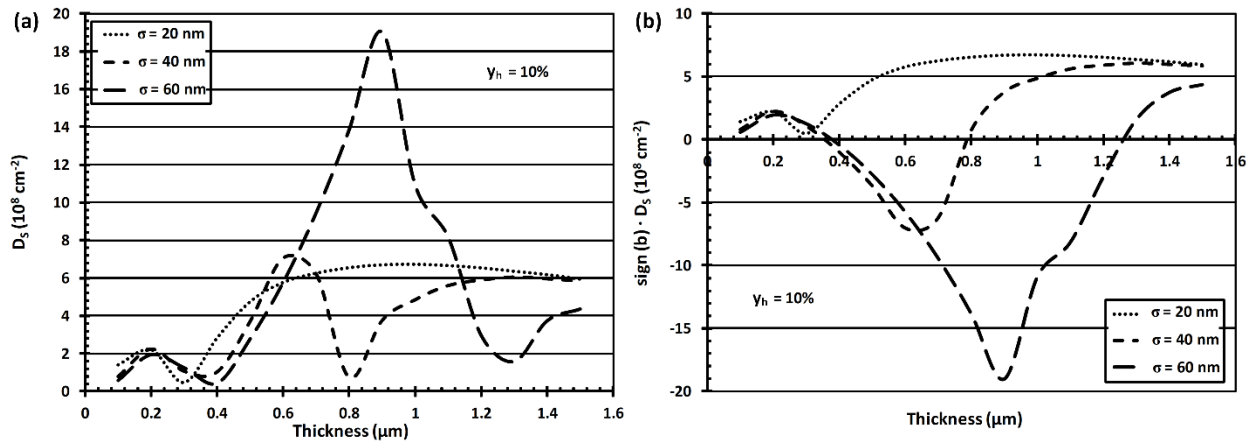 (a)
20
18
16
14
12
10
8
6
4
2
0
D_S (10^8 cm^-2)
σ = 20 nm
σ = 40 nm
σ = 60 nm
y_h = 10%
0 0.2 0.4 0.6 0.8 1 1.2 1.4 1.6
Thickness (μm)
(b)
10
5
0
-5
-10
-15
-20
sign (b) · D_S (10^8 cm^-2)
0 0.2 0.4 0.6 0.8 1 1.2 1.4 1.6
y_h = 10%
σ = 20 nm
σ = 40 nm
σ = 60 nm
Thickness (μm)